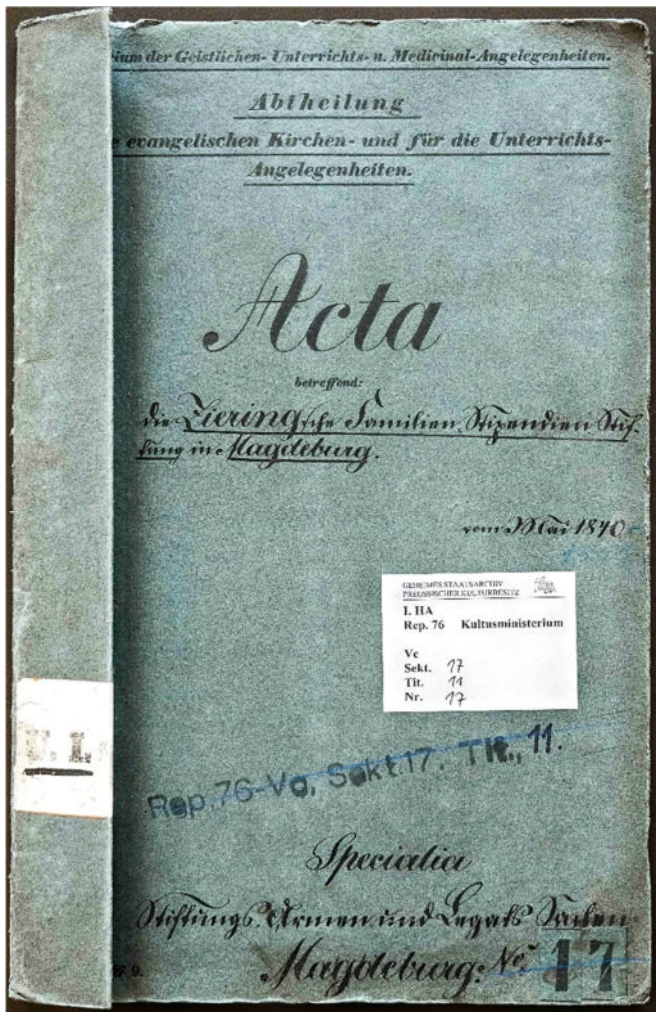 ium der Geistlichen- Unterrichts- u. Medicinal-Angelegenheiten.
Abtheilung
e evangelischen Kirchen- und für die Unterrichts-
Angelegenheiten.
Acta
betreffend:
die Ziering'sche Familien Stipendien Stif-
tung in Magdeburg.
vom Mai 1840
GEHEIMES STAATSARCHIV
PREUSSISCHER KULTURBESITZ
I. HA
Rep. 76 Kultusministerium
Vc
Sekt. 17
Tit. 11
Nr. 17
U. I.
Rep. 76-Vc, Sekt. 17. Tit., 11.
Specialia
Stiftungs Armen und Legats Sachen
Magdeburg: No. 17
9.